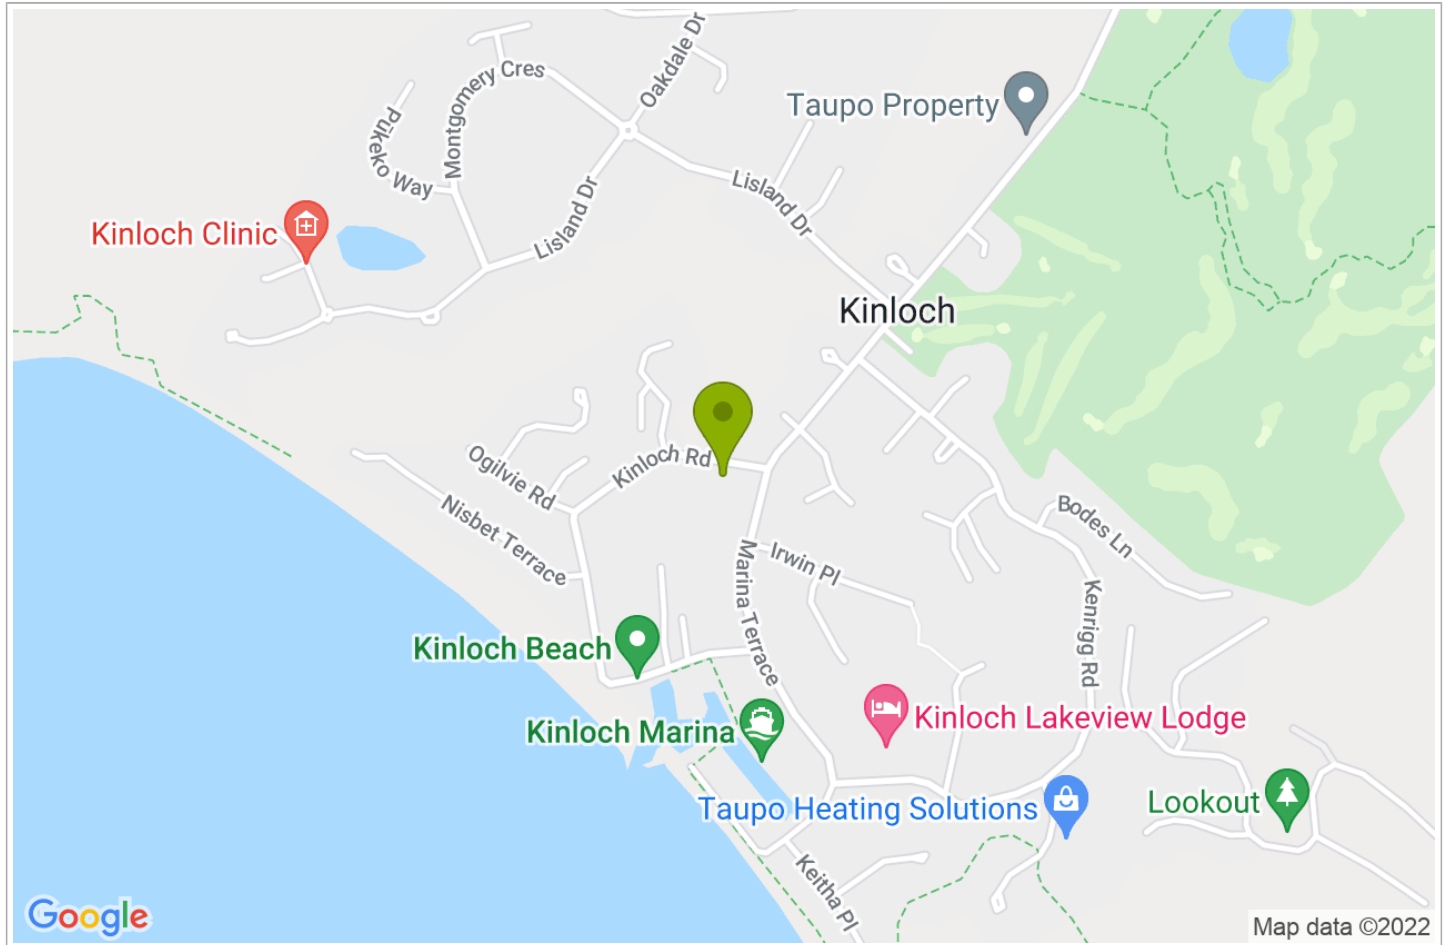 Oakdale Dr
Montgomery Cres
Taupo Property
Pukeko Way
Lisland Dr
Kinloch Clinic
Lisland Dr
Kinloch
Kinloch Rd
Ogilvie Rd
Nisbet Terrace
Bodes Ln
Irwin Pl
Marina Terrace
Kenrigg Rd
Kinloch Beach
Kinloch Lakeview Lodge
Kinloch Marina
Taupo Heating Solutions
Lookout
Keitha Pl
Google
Map data ©2022